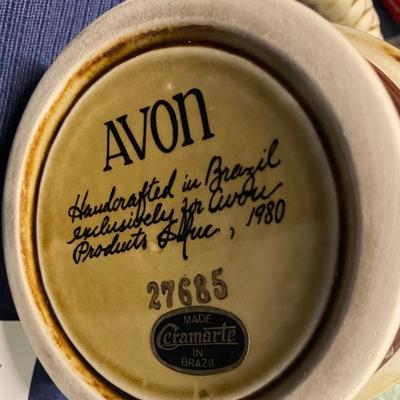 AVON
Handcrafted in Brazil
exclusively for Avon
Products Inc., 1980
27685
MADE
Ceramarte
IN
BRAZIL